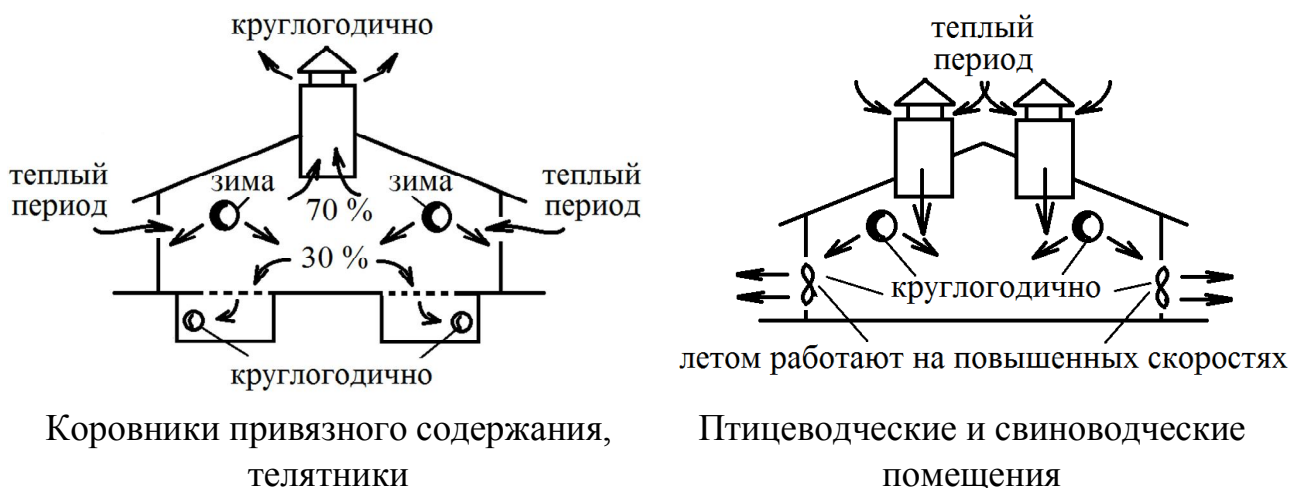 круглогодично
теплый
период
зима
зима
теплый
период
70 %
30 %
круглогодично
Коровники привязного содержания,
телятники
теплый
период
круглогодично
летом работают на повышенных скоростях
Птицеводческие и свиноводческие
помещения